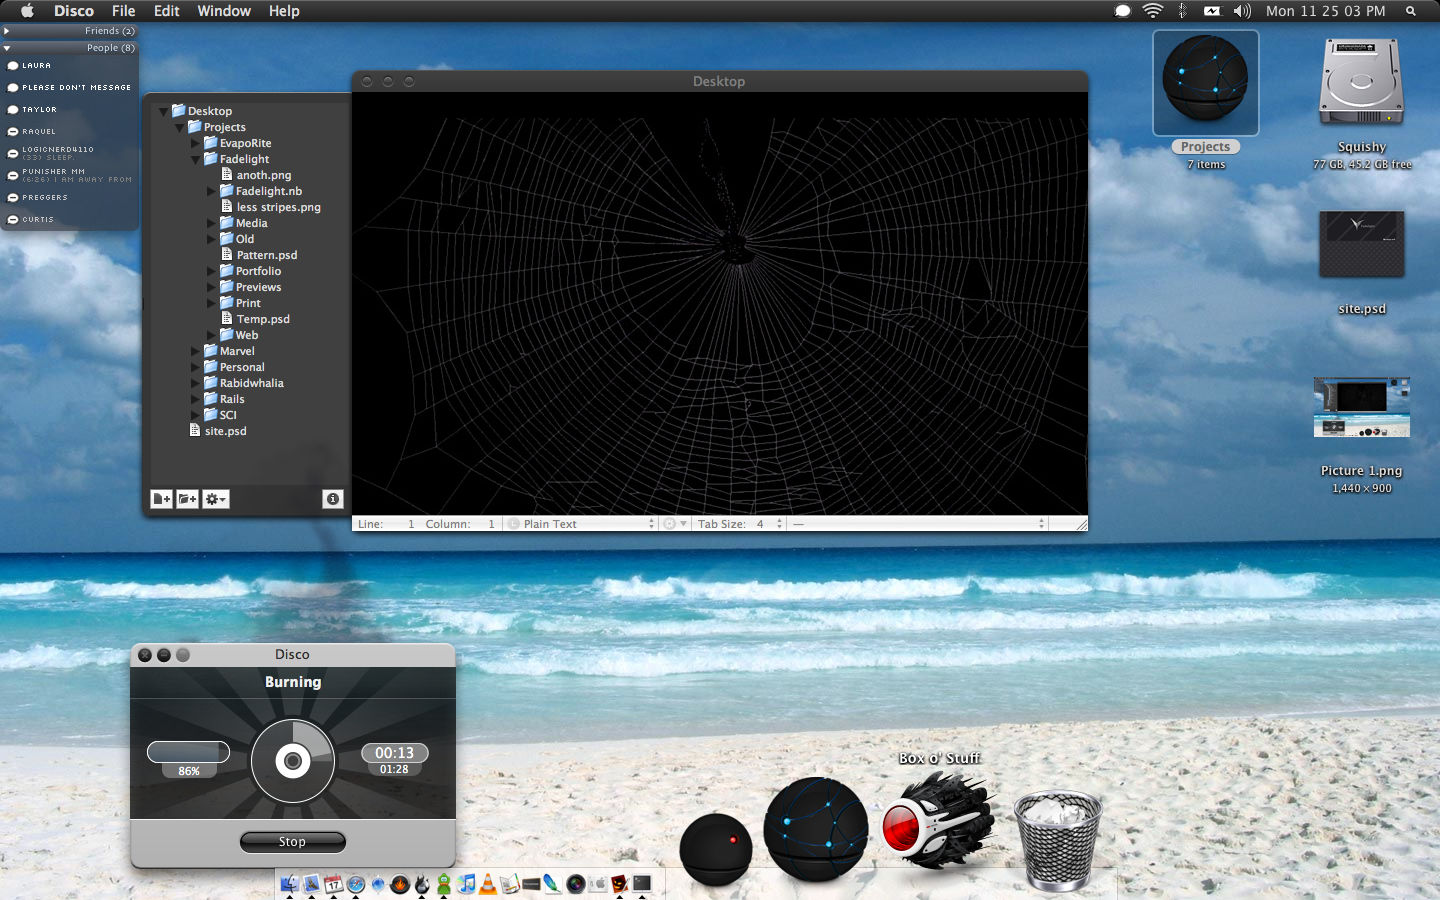 Disco File Edit Window Help
Mon 11 25 03 PM
Friends (2)
People (8)
LAURA
PLEASE DON'T MESSAGE
TAYLOR
RAQUEL
LOGICNERD4110
(33) SLEEP.
PUNISHER MM
(6:26) I AM AWAY FROM
PREGGERS
CURTIS
Desktop
Projects
EvapoRite
Fadelight
anoth.png
Fadelight.nb
less stripes.png
Media
Old
Pattern.psd
Portfolio
Previews
Print
Temp.psd
Web
Marvel
Personal
Rabidwhalia
Rails
SCI
site.psd
Desktop
Line: 1 Column: 1 L Plain Text Tab Size: 4 —
Projects
7 items
Squishy
77 GB, 45.2 GB free
site.psd
Picture 1.png
1,440 × 900
Disco
Burning
86%
00:13
01:28
Stop
Box o' Stuff
17